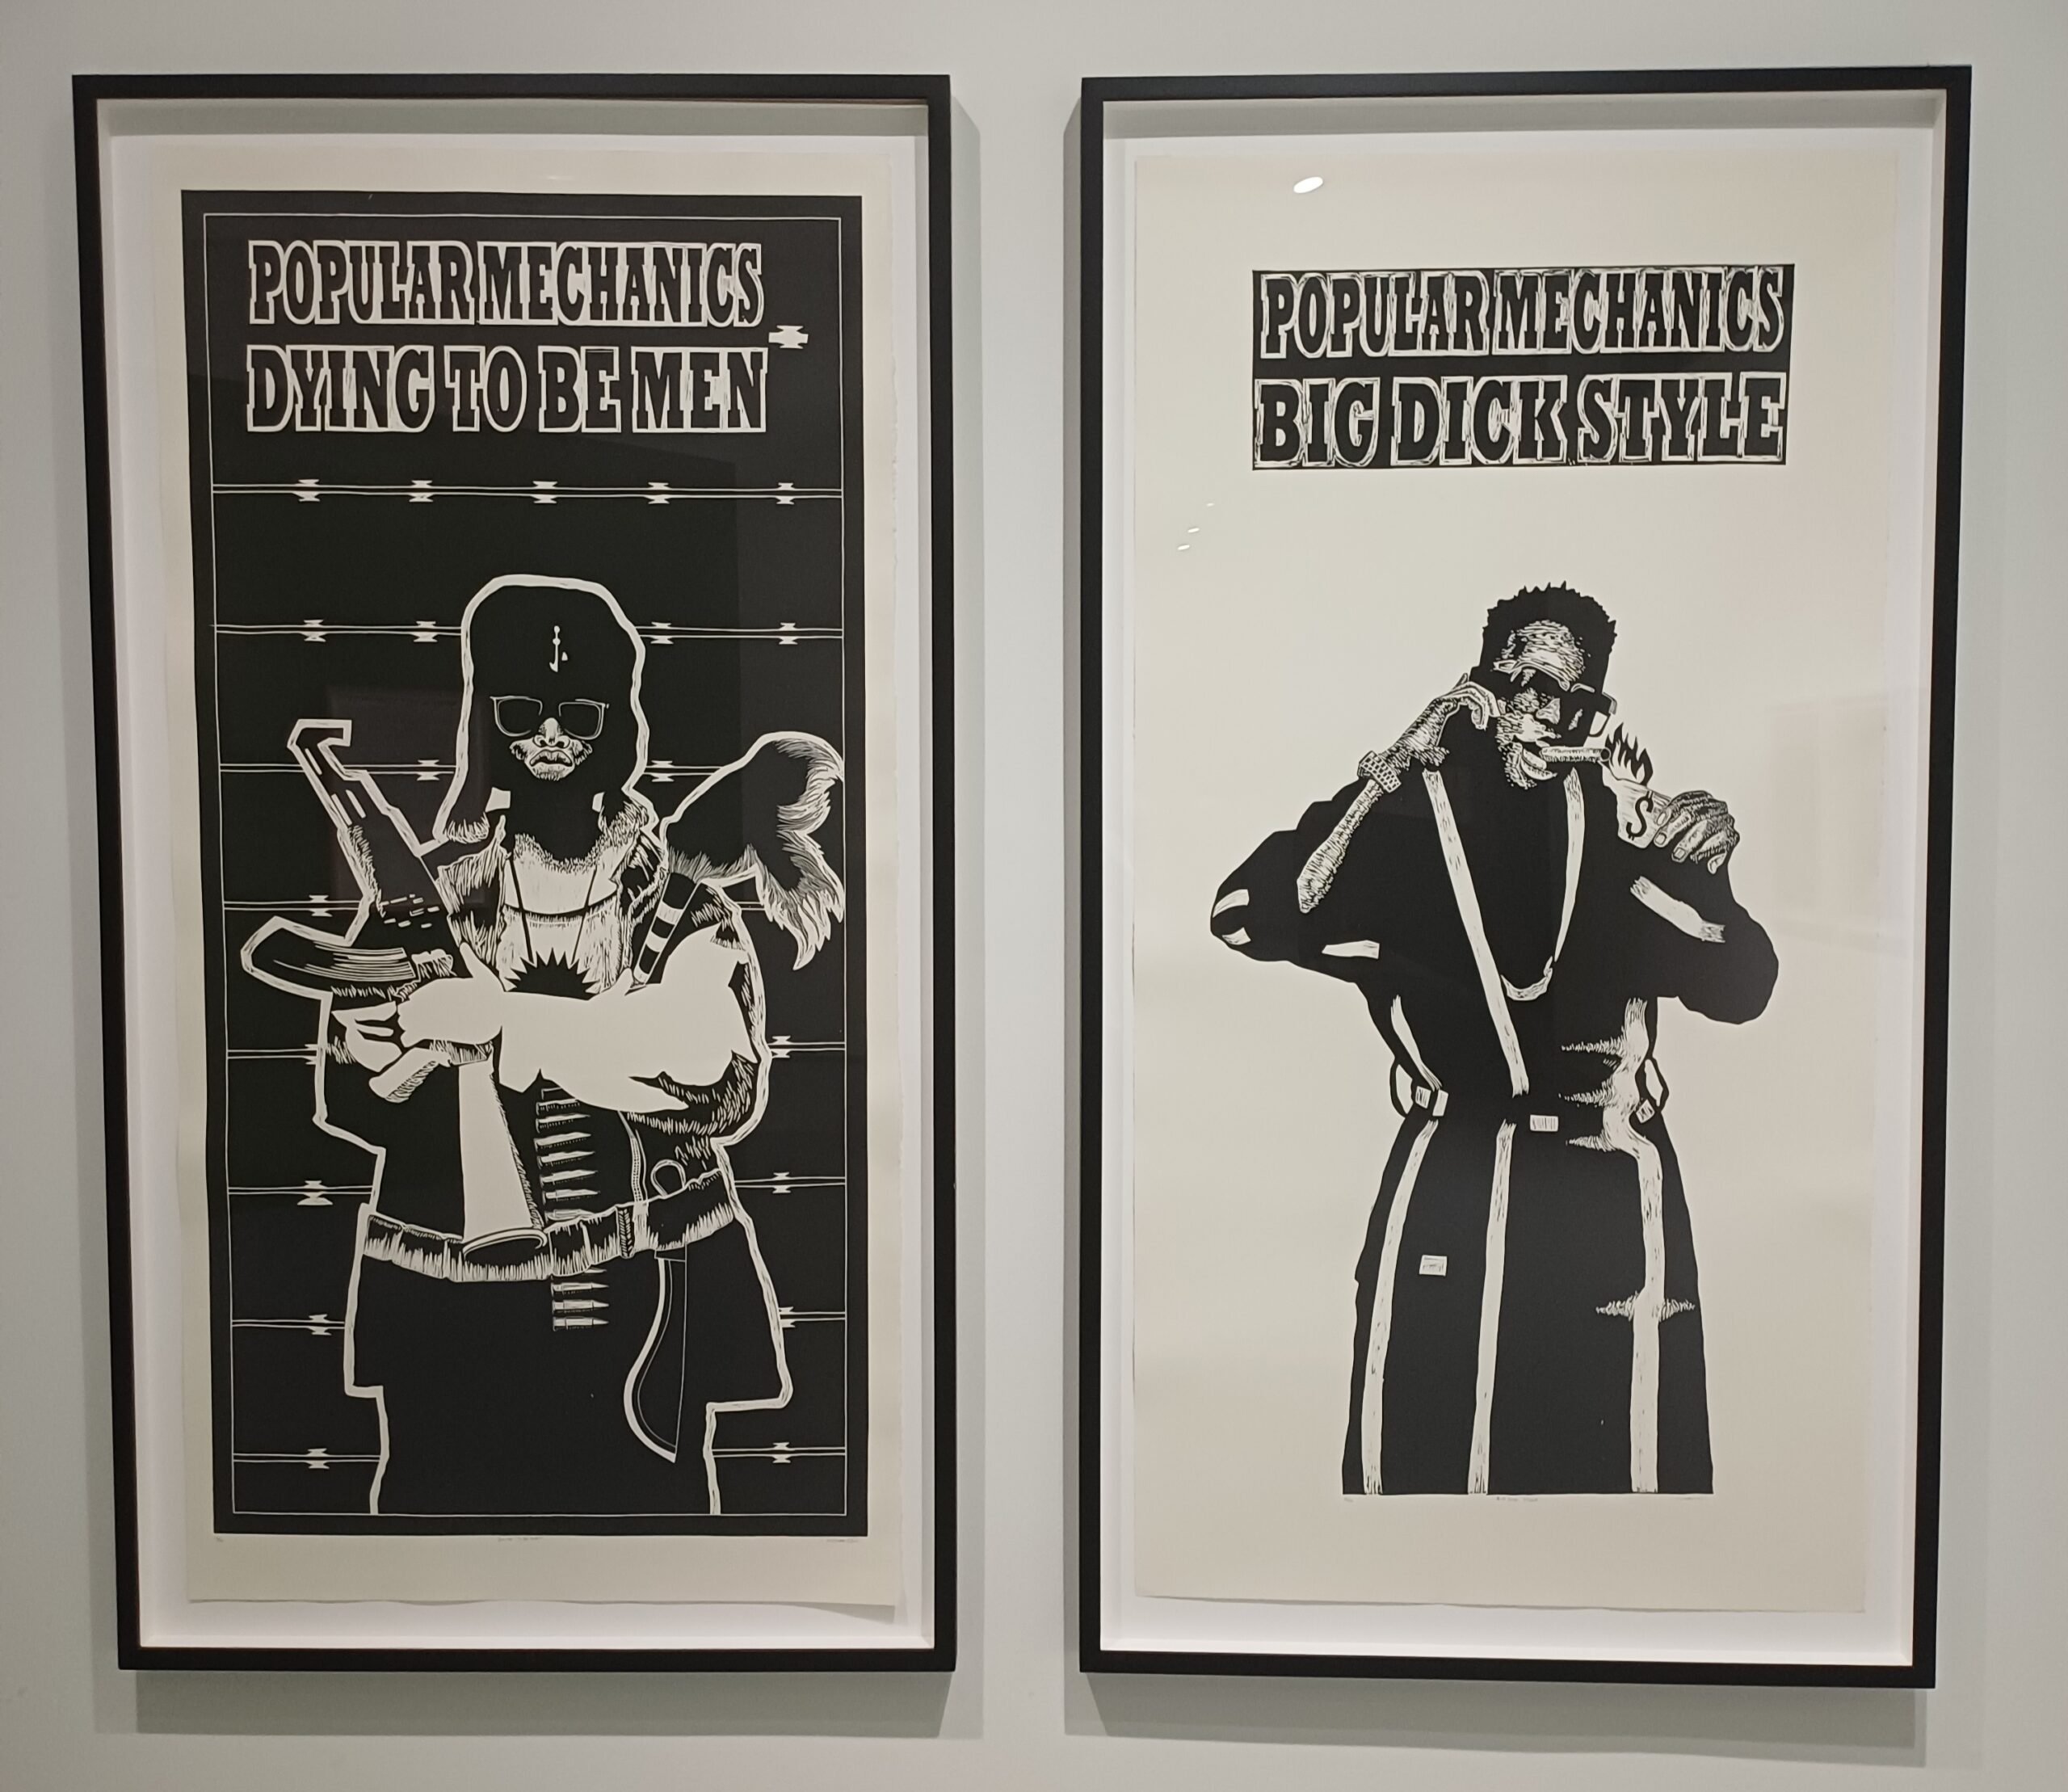 POPULAR MECHANICS
DYING TO BE MEN
POPULAR MECHANICS
BIG DICK STYLE
$